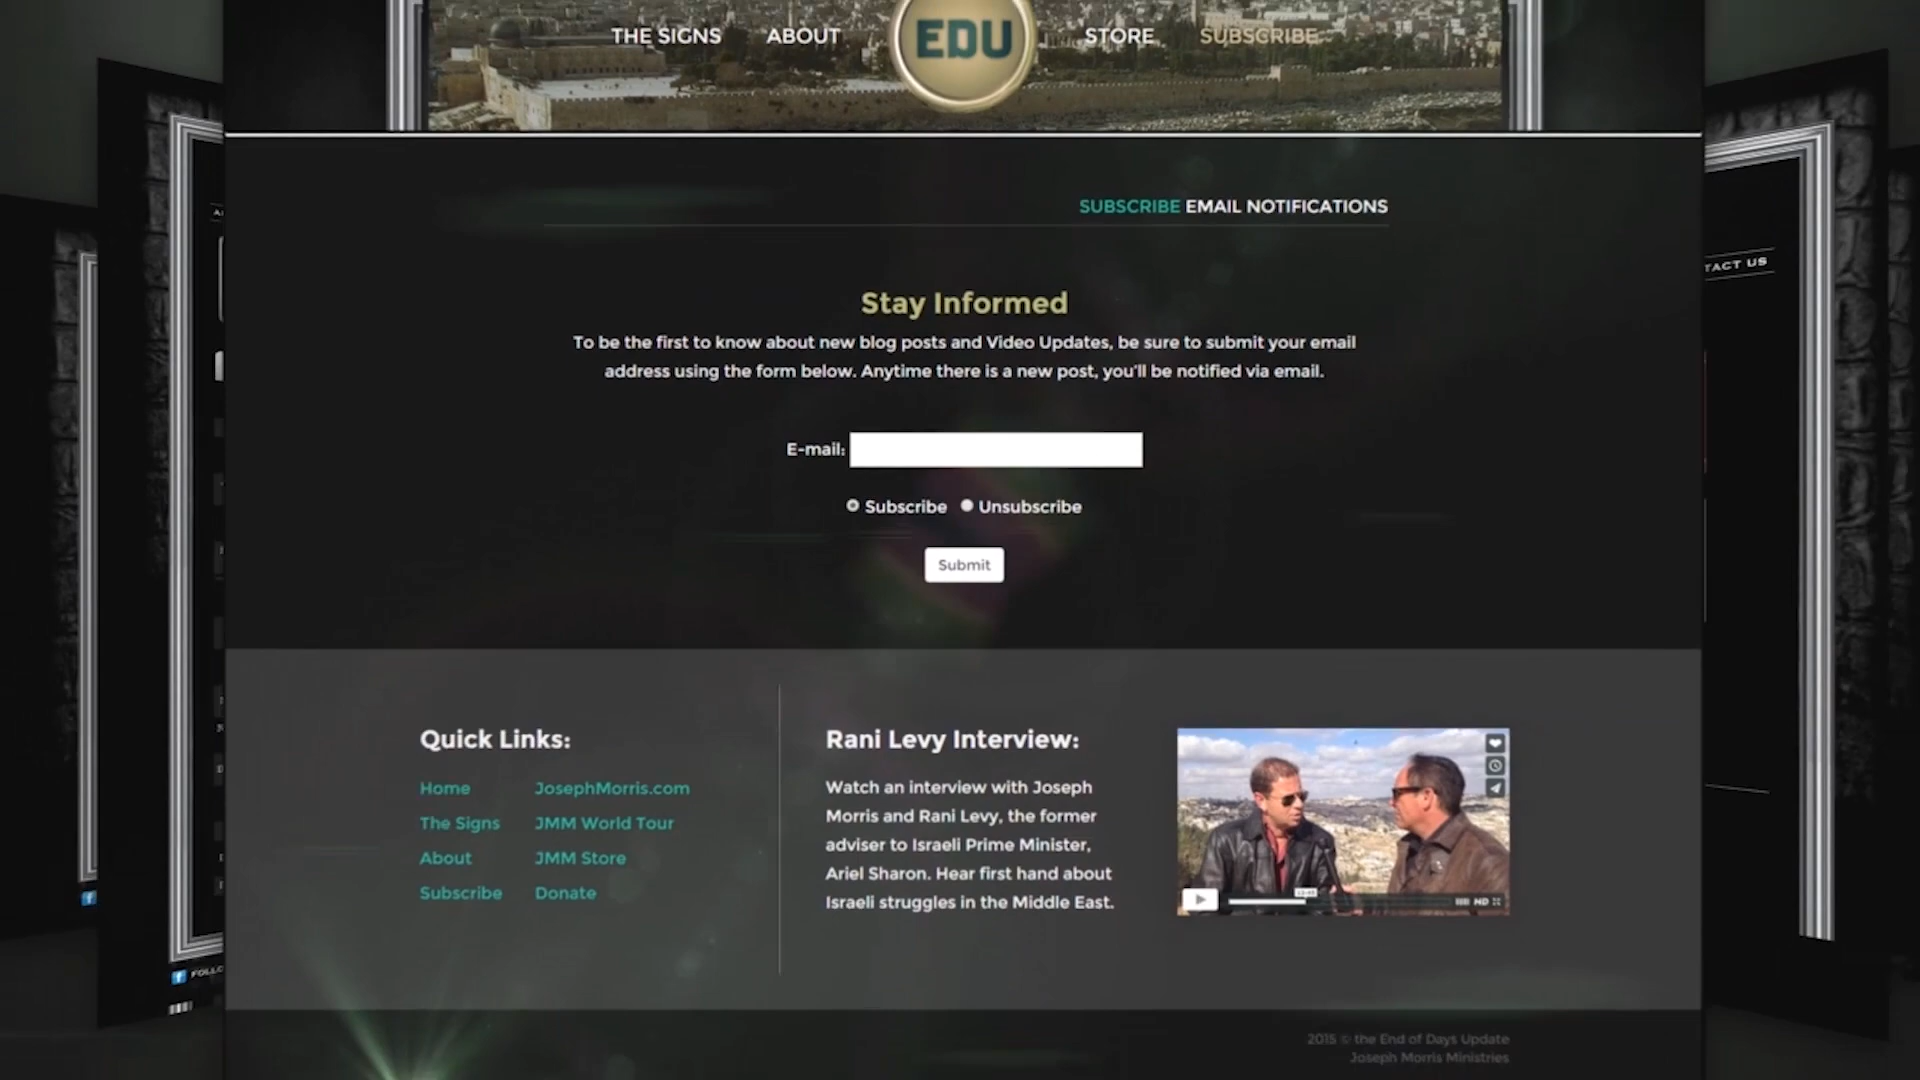 THE SIGNS ABOUT EDU STORE SUBSCRIBE
SUBSCRIBE EMAIL NOTIFICATIONS
TACT US
Stay Informed
To be the first to know about new blog posts and Video Updates, be sure to submit your email
address using the form below. Anytime there is a new post, you'll be notified via email.
E-mail:
Subscribe Unsubscribe
Submit
Quick Links:
Home JosephMorris.com
The Signs JMM World Tour
About JMM Store
Subscribe Donate
Rani Levy Interview:
Watch an interview with Joseph
Morris and Rani Levy, the former
adviser to Israeli Prime Minister,
Ariel Sharon. Hear first hand about
Israeli struggles in the Middle East.
HD
FOLLO
2015 © the End of Days Update
Joseph Morris Ministries